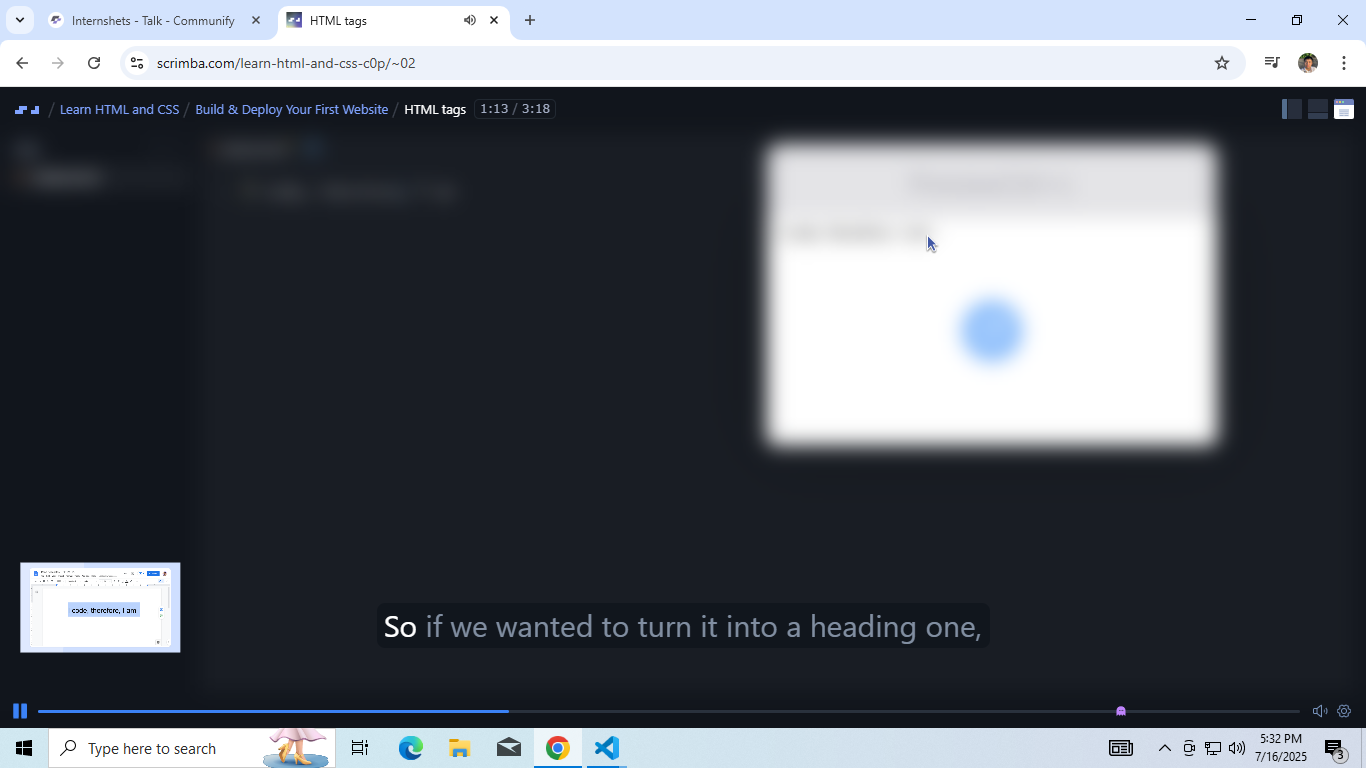 Internshets - Talk - Communify
HTML tags
scrimba.com/learn-html-and-css-c0p/~02
/ Learn HTML and CSS / Build & Deploy Your First Website / HTML tags 1:13 / 3:18
code, therefore, I am
So if we wanted to turn it into a heading one,
Type here to search
5:32 PM
7/16/2025
3